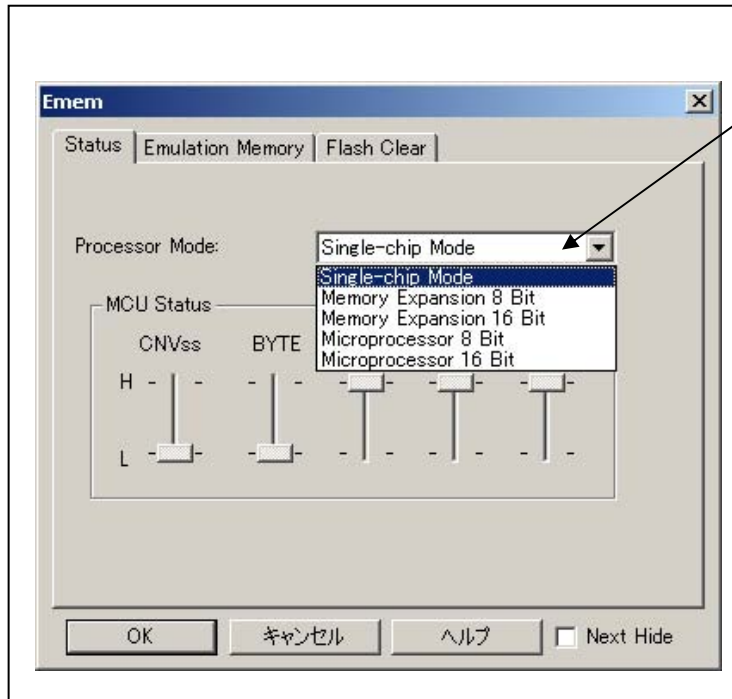 Emem
Status Emulation Memory Flash Clear
Processor Mode: Single-chip Mode
Single-chip Mode
Memory Expansion 8 Bit
Memory Expansion 16 Bit
Microprocessor 8 Bit
Microprocessor 16 Bit
MCU Status
CNVss BYTE
H
L
OK キャンセル ヘルプ Next Hide